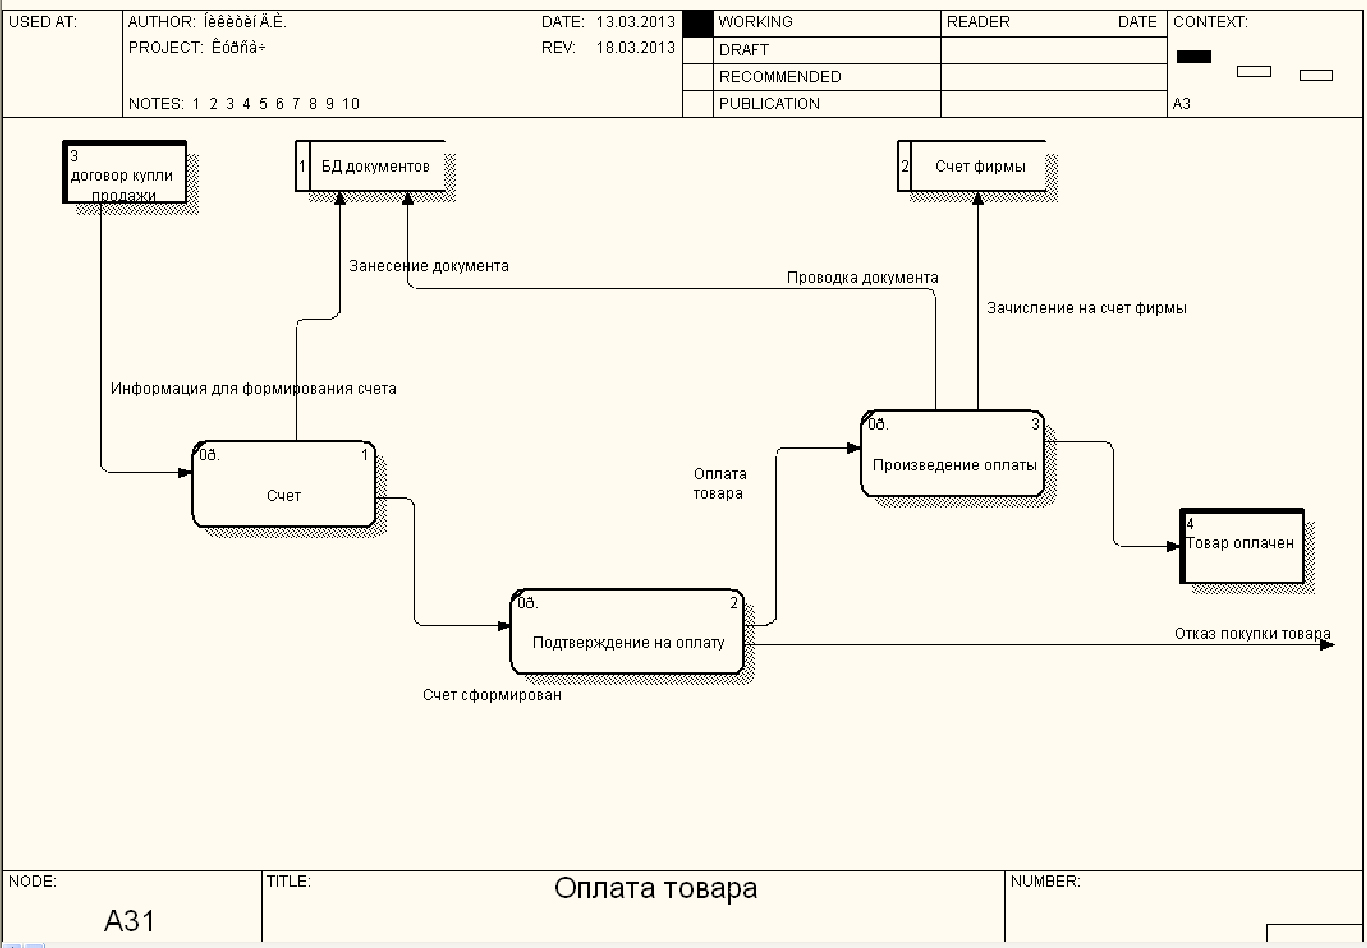 USED AT:
AUTHOR: Íèêèòèí Ä.È.
DATE: 13.03.2013
WORKING
READER DATE
CONTEXT:
PROJECT: Êóðñà÷
REV: 18.03.2013
DRAFT
RECOMMENDED
NOTES: 1 2 3 4 5 6 7 8 9 10
PUBLICATION
A3
3
договор купли
продажи
1 БД документов
2 Счет фирмы
Занесение документа
Проводка документа
Зачисление на счет фирмы
Информация для формирования счета
0ð. 3
Произведение оплаты
0ð. 1
Счет
Оплата
товара
4
Товар оплачен
0ð. 2
Подтверждение на оплату
Отказ покупки товара
Счет сформирован
NODE:
A31
TITLE:
Оплата товара
NUMBER: